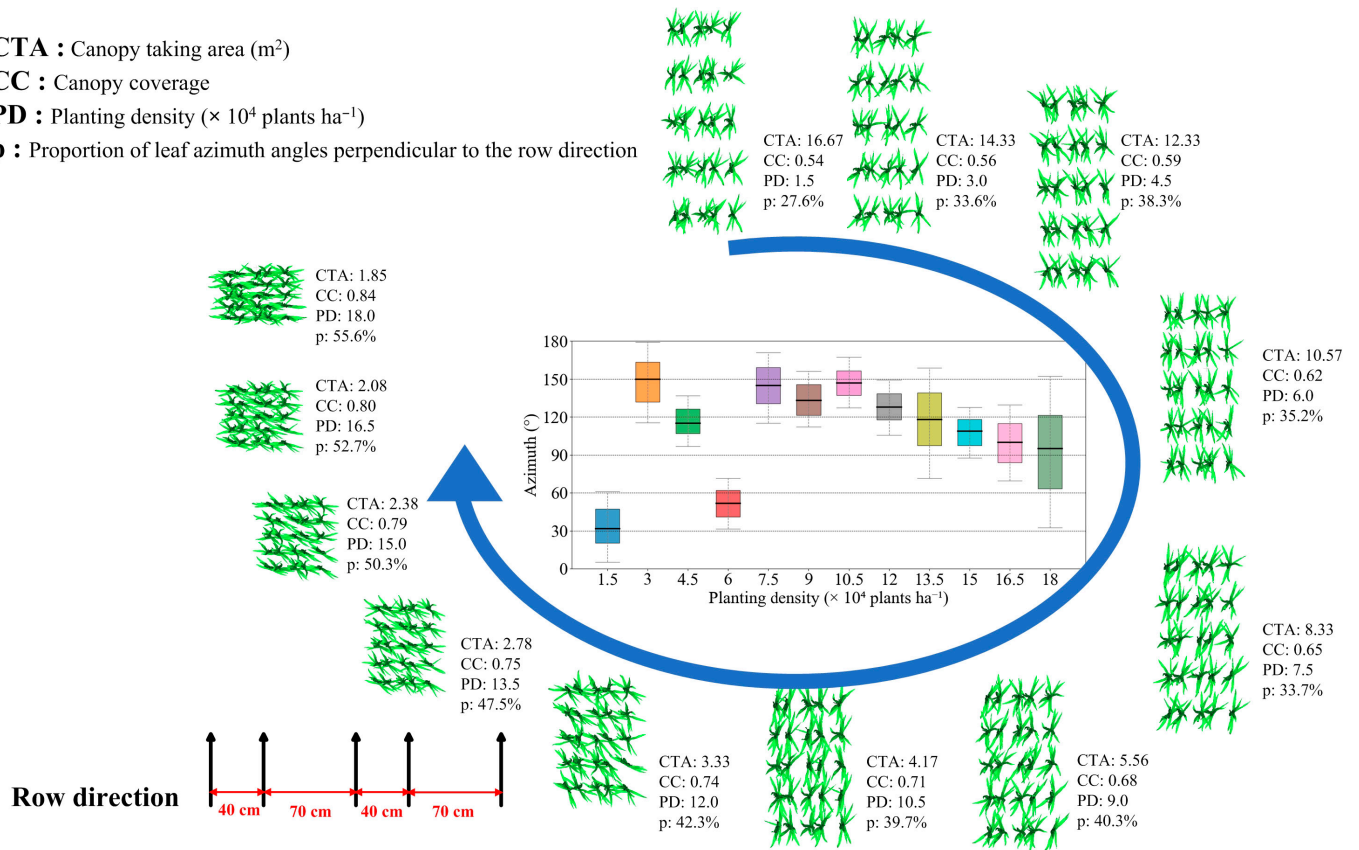 CTA : Canopy taking area (m²)
CC : Canopy coverage
PD : Planting density (× 10⁴ plants ha⁻¹)
p : Proportion of leaf azimuth angles perpendicular to the row direction
CTA: 16.67
CC: 0.54
PD: 1.5
p: 27.6%
CTA: 14.33
CC: 0.56
PD: 3.0
p: 33.6%
CTA: 12.33
CC: 0.59
PD: 4.5
p: 38.3%
CTA: 10.57
CC: 0.62
PD: 6.0
p: 35.2%
CTA: 8.33
CC: 0.65
PD: 7.5
p: 33.7%
CTA: 5.56
CC: 0.68
PD: 9.0
p: 40.3%
CTA: 4.17
CC: 0.71
PD: 10.5
p: 39.7%
CTA: 3.33
CC: 0.74
PD: 12.0
p: 42.3%
CTA: 2.78
CC: 0.75
PD: 13.5
p: 47.5%
CTA: 2.38
CC: 0.79
PD: 15.0
p: 50.3%
CTA: 2.08
CC: 0.80
PD: 16.5
p: 52.7%
CTA: 1.85
CC: 0.84
PD: 18.0
p: 55.6%
Azimuth (°)
180
150
120
90
60
30
0
1.5 3 4.5 6 7.5 9 10.5 12 13.5 15 16.5 18
Planting density (× 10⁴ plants ha⁻¹)
Row direction
40 cm 70 cm 40 cm 70 cm